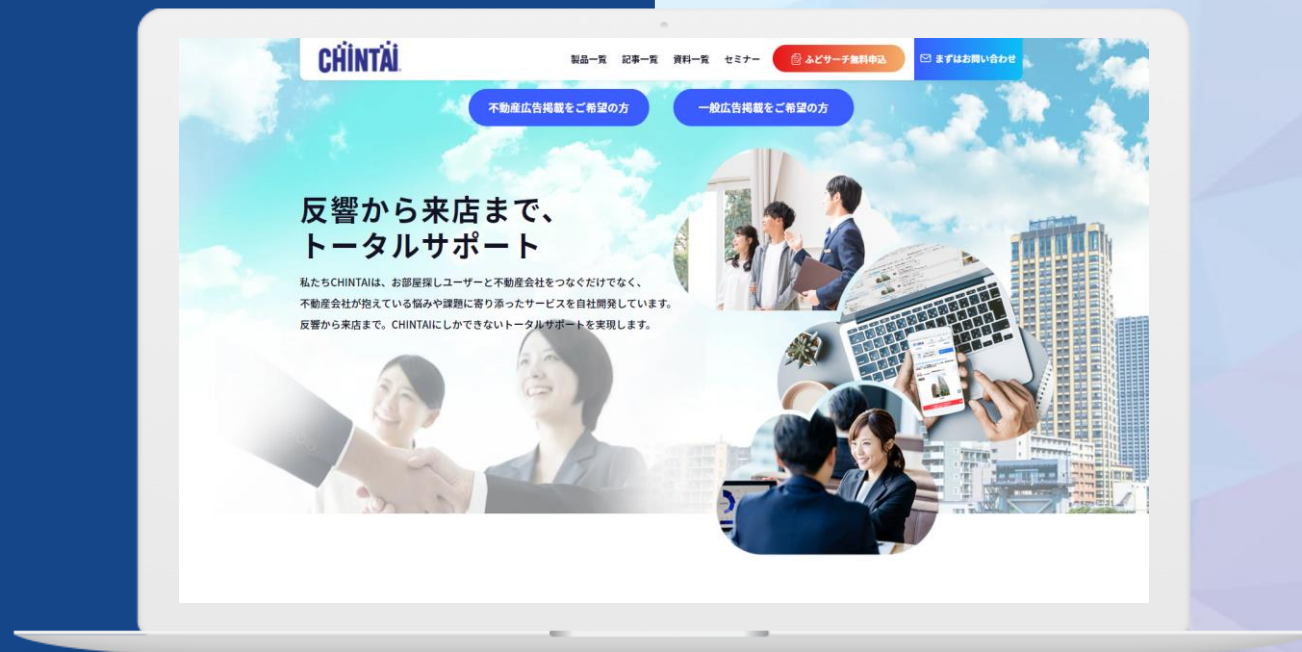 CHINTAI
製品一覧 記事一覧 資料一覧 セミナー ふどサーチ無料申込 まずはお問い合わせ
不動産広告掲載をご希望の方 一般広告掲載をご希望の方
反響から来店まで、
トータルサポート
私たちCHINTAIは、お部屋探しユーザーと不動産会社をつなぐだけでなく、
不動産会社が抱えている悩みや課題に寄り添ったサービスを自社開発しています。
反響から来店まで。CHINTAIにしかできないトータルサポートを実現します。